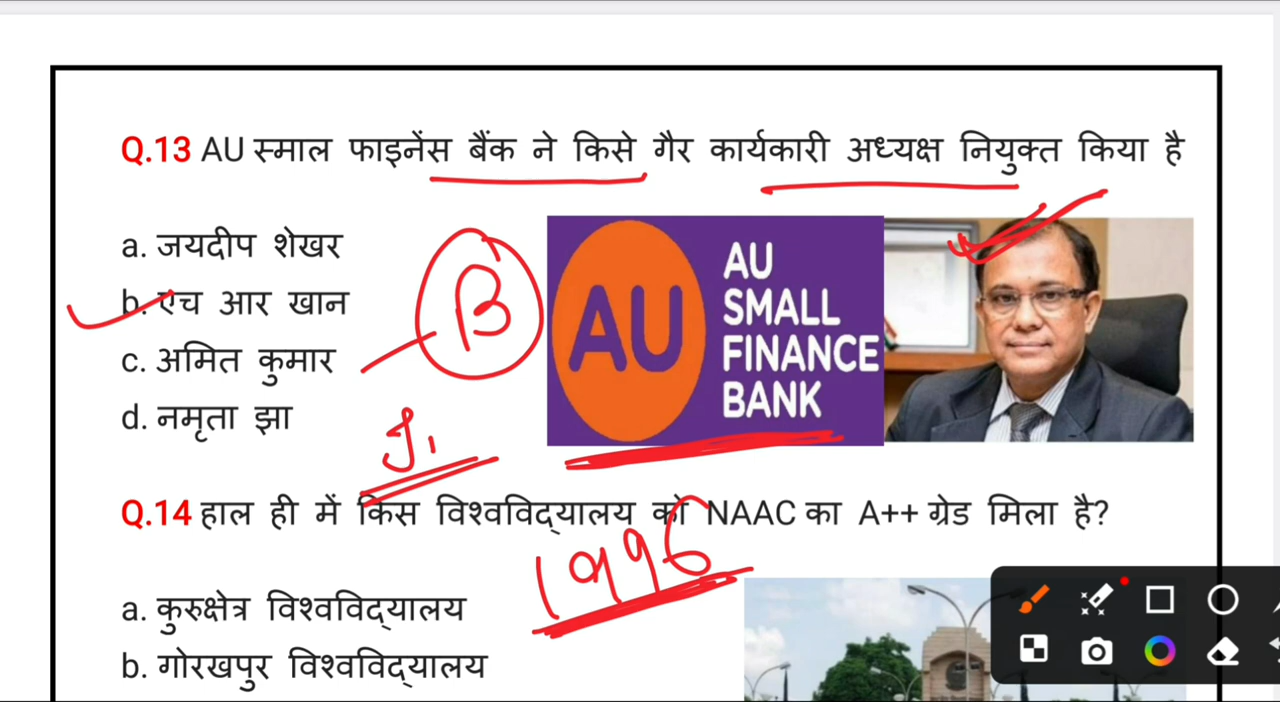 Q.13 AU स्माल फाइनेंस बैंक ने किसे गैर कार्यकारी अध्यक्ष नियुक्त किया है
a. जयदीप शेखर
b. एच आर खान
c. अमित कुमार
d. नमृता झा
B
J,
AU
AU
SMALL
FINANCE
BANK
Q.14 हाल ही में किस विश्वविद्यालय को NAAC का A++ ग्रेड मिला है?
1996
a. कुरुक्षेत्र विश्वविद्यालय
b. गोरखपुर विश्वविद्यालय